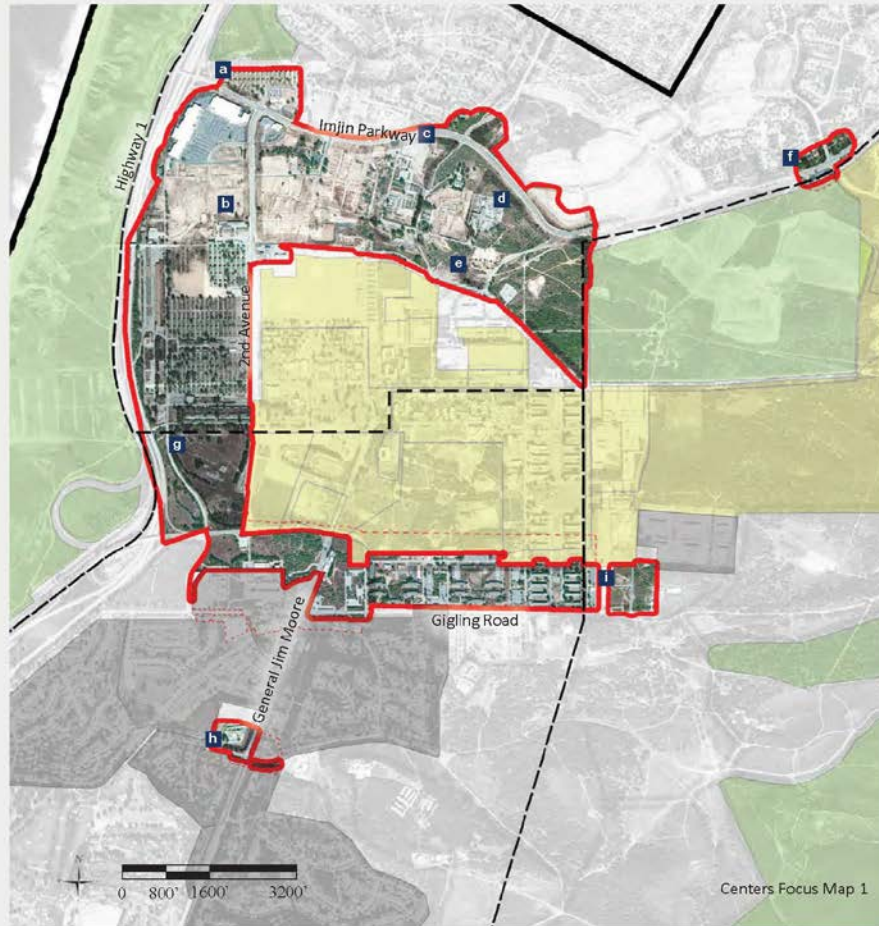 a
Imjin Parkway
c
Highway 1
f
b
d
e
2nd Avenue
g
i
Gigling Road
General Jim Moore
h
N
0 800' 1600' 3200'
Centers Focus Map 1